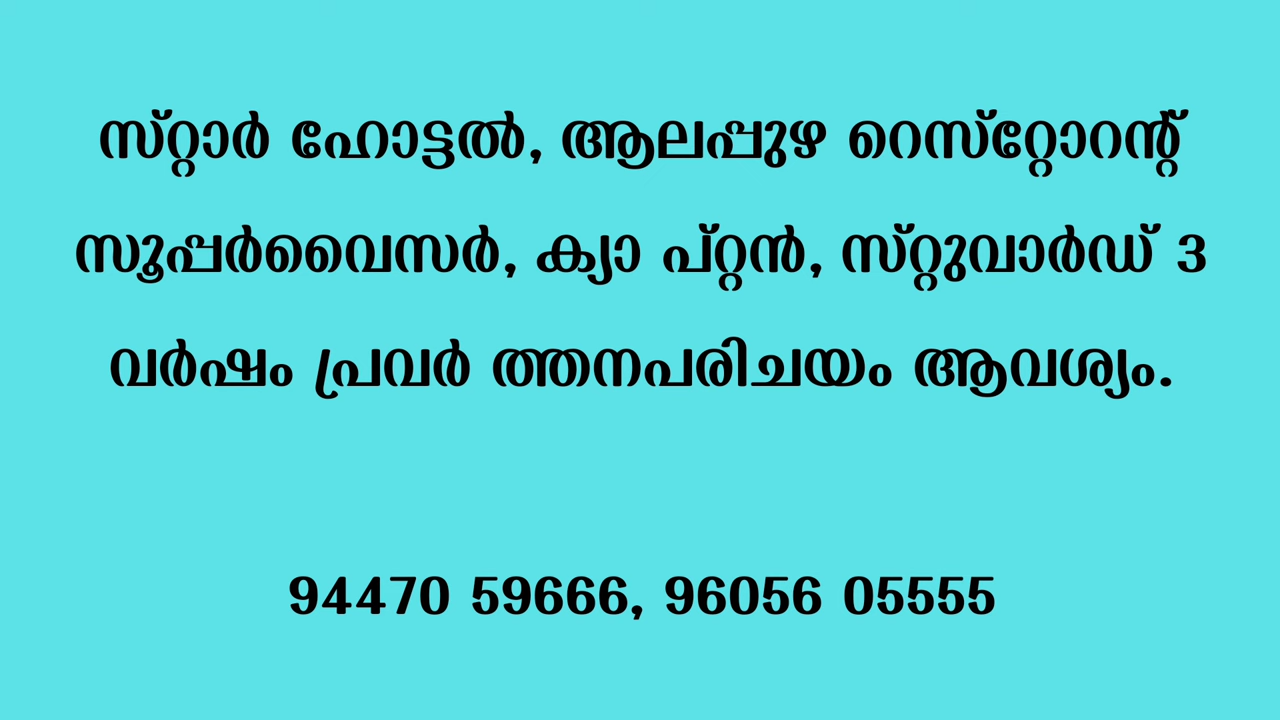 സ്റ്റാർ ഹോട്ടൽ, ആലപ്പുഴ റെസ്റ്റോറന്റ്
സൂപ്പർവൈസർ, ക്യാ പ്റ്റൻ, സ്റ്റുവാർഡ് 3
വർഷം പ്രവർ ത്തനപരിചയം ആവശ്യം.
94470 59666, 96056 05555